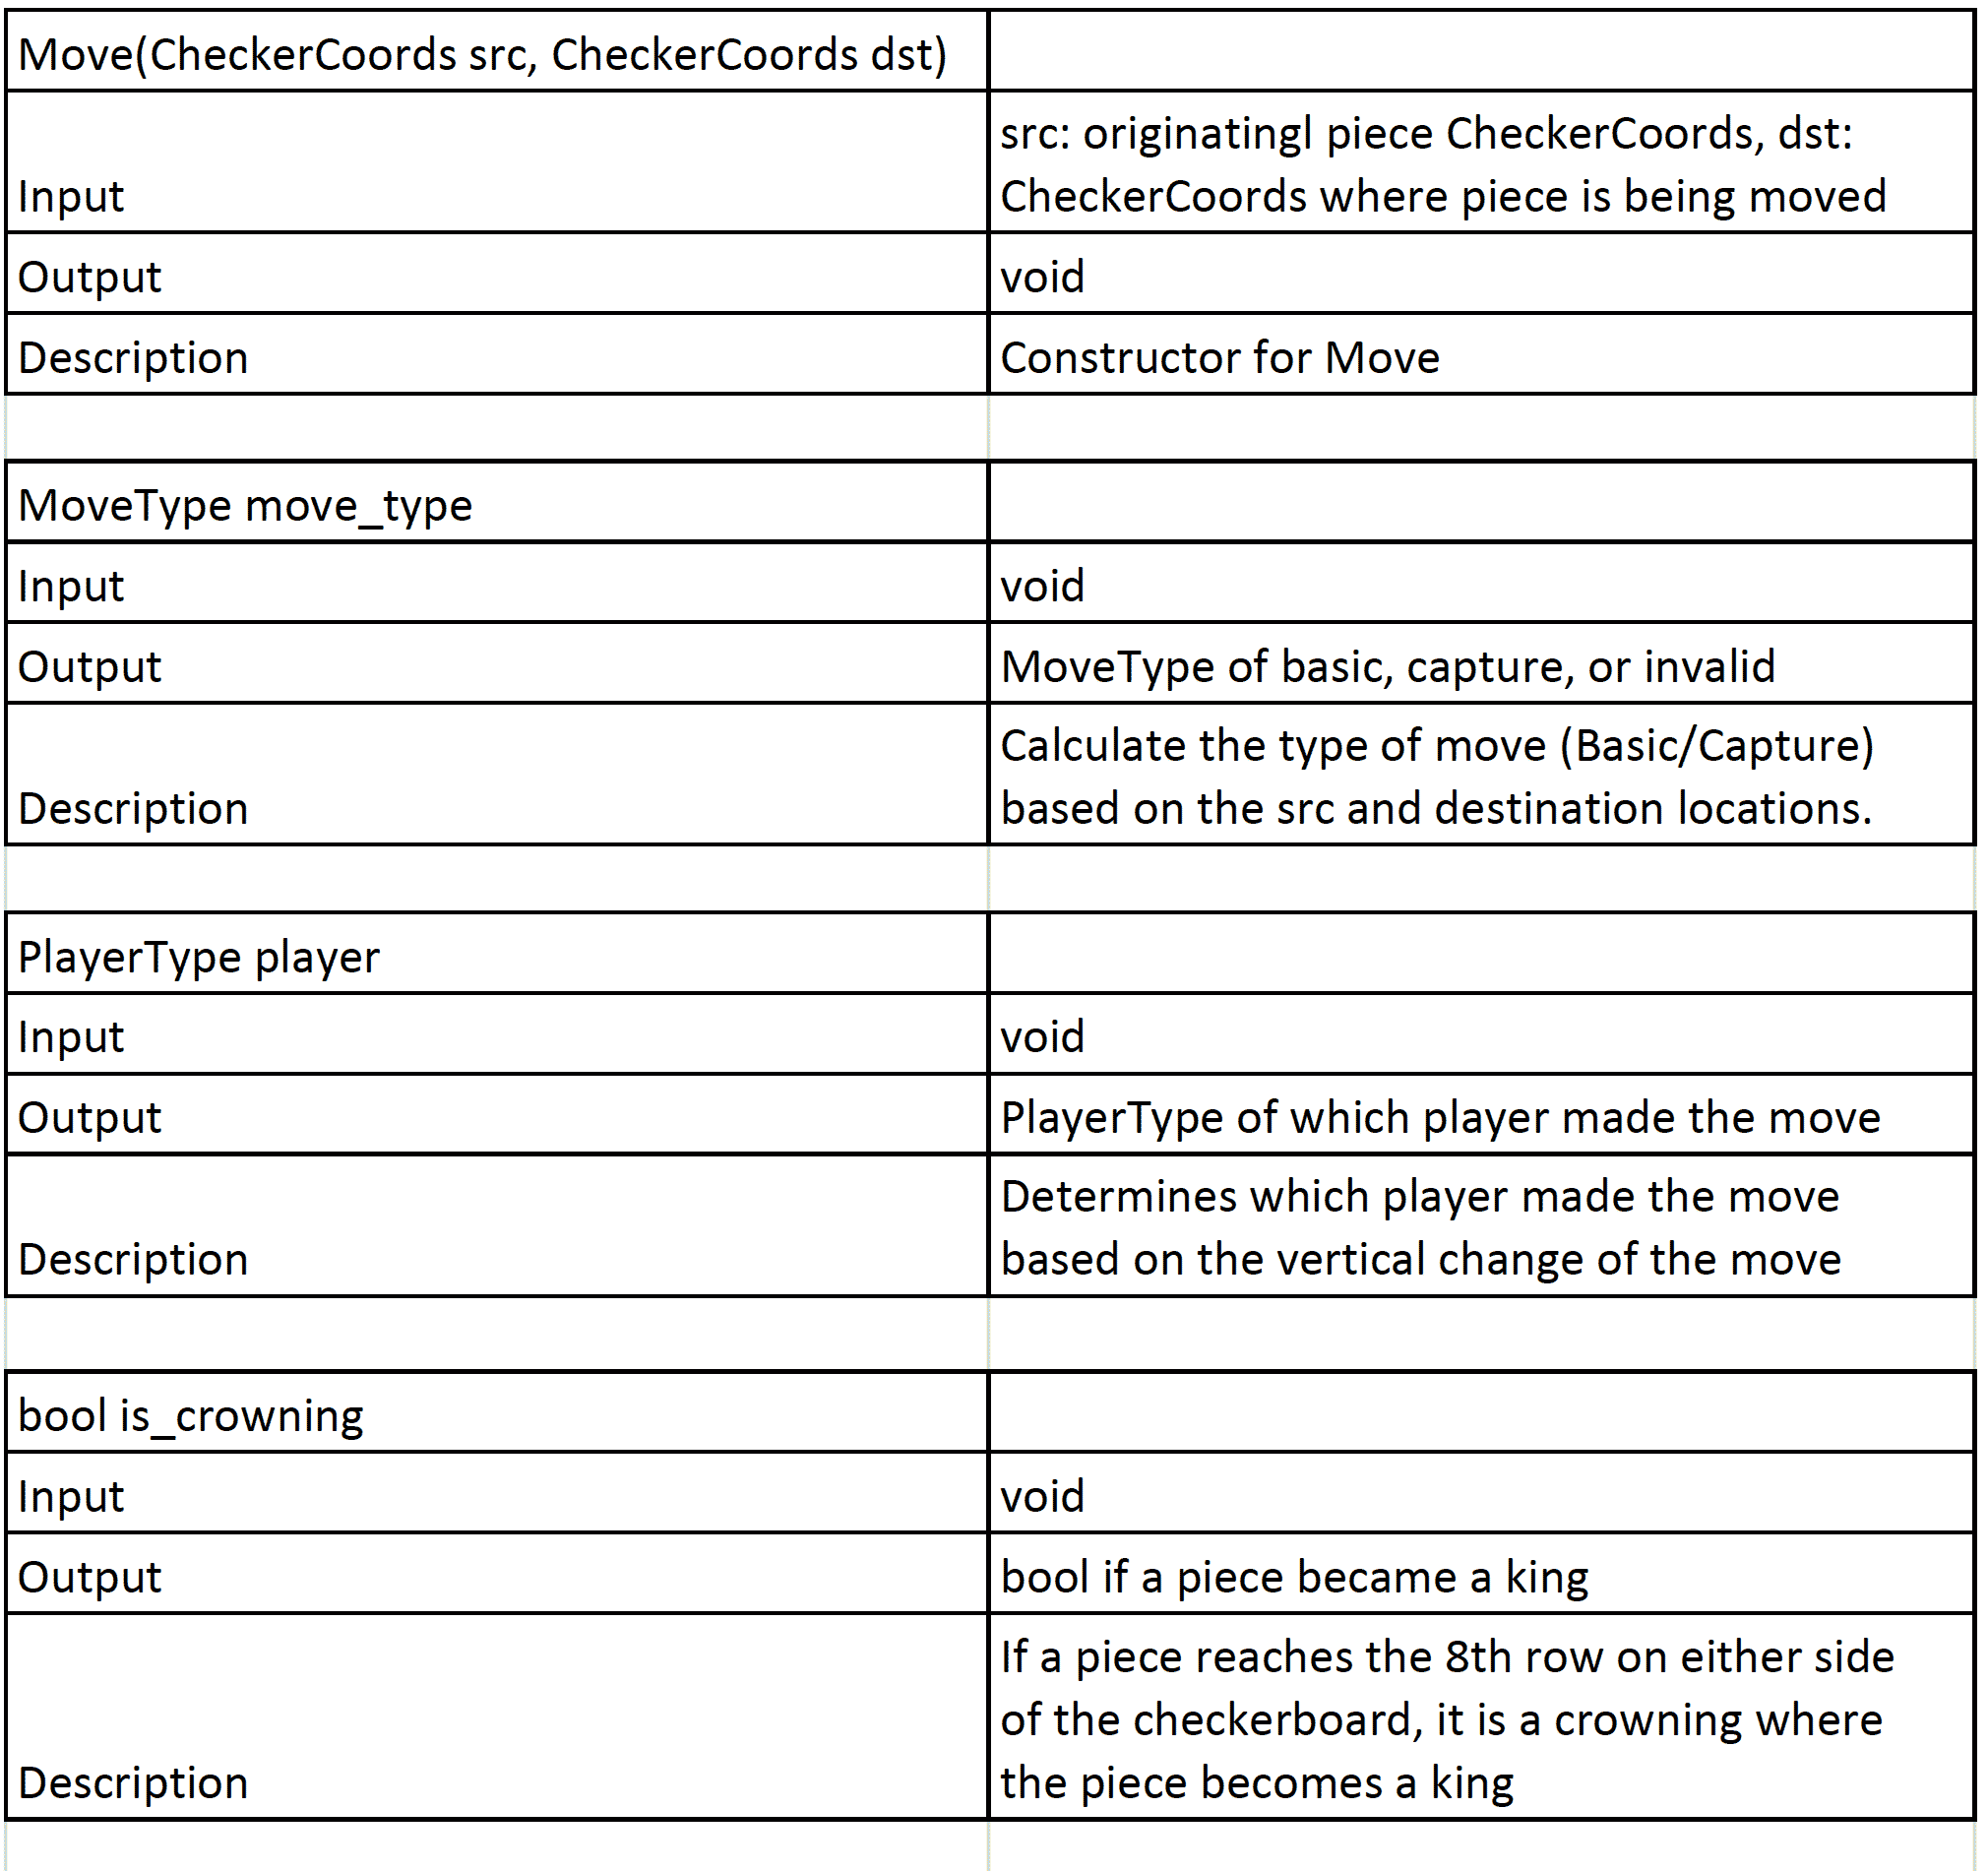 Move(CheckerCoords src, CheckerCoords dst)
Input
src: originatingl piece CheckerCoords, dst:
CheckerCoords where piece is being moved
Output
void
Description
Constructor for Move
MoveType move_type
Input
void
Output
MoveType of basic, capture, or invalid
Description
Calculate the type of move (Basic/Capture)
based on the src and destination locations.
PlayerType player
Input
void
Output
PlayerType of which player made the move
Description
Determines which player made the move
based on the vertical change of the move
bool is_crowning
Input
void
Output
bool if a piece became a king
Description
If a piece reaches the 8th row on either side
of the checkerboard, it is a crowning where
the piece becomes a king